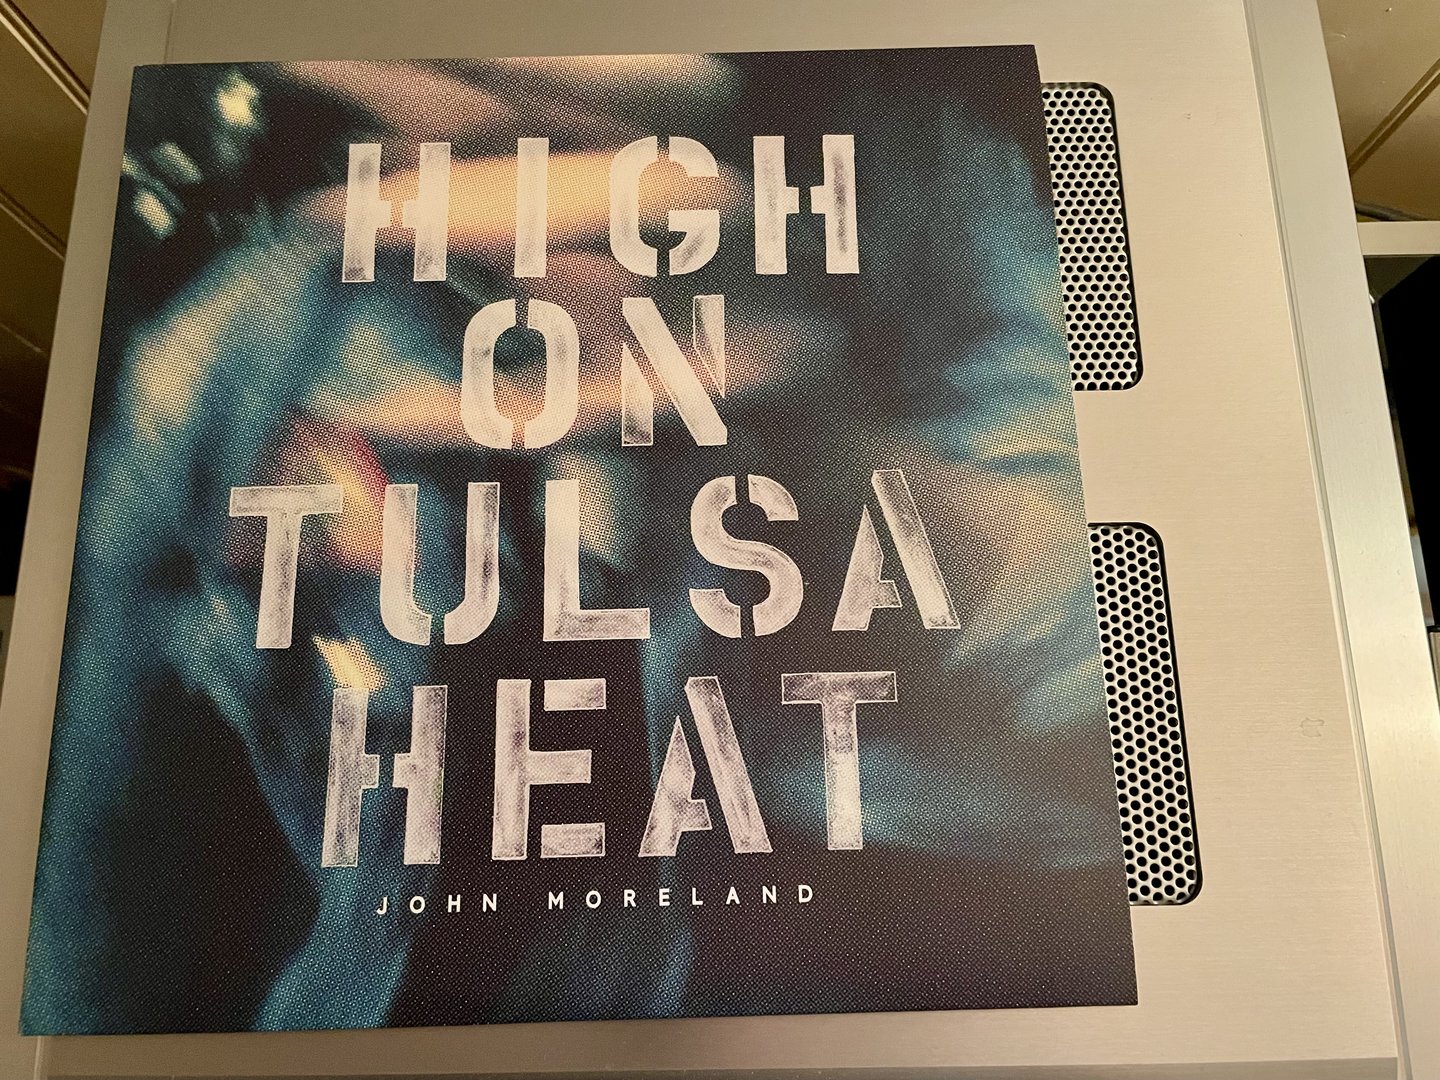 HIGH
ON
TULSA
HEAT
JOHN MORELAND